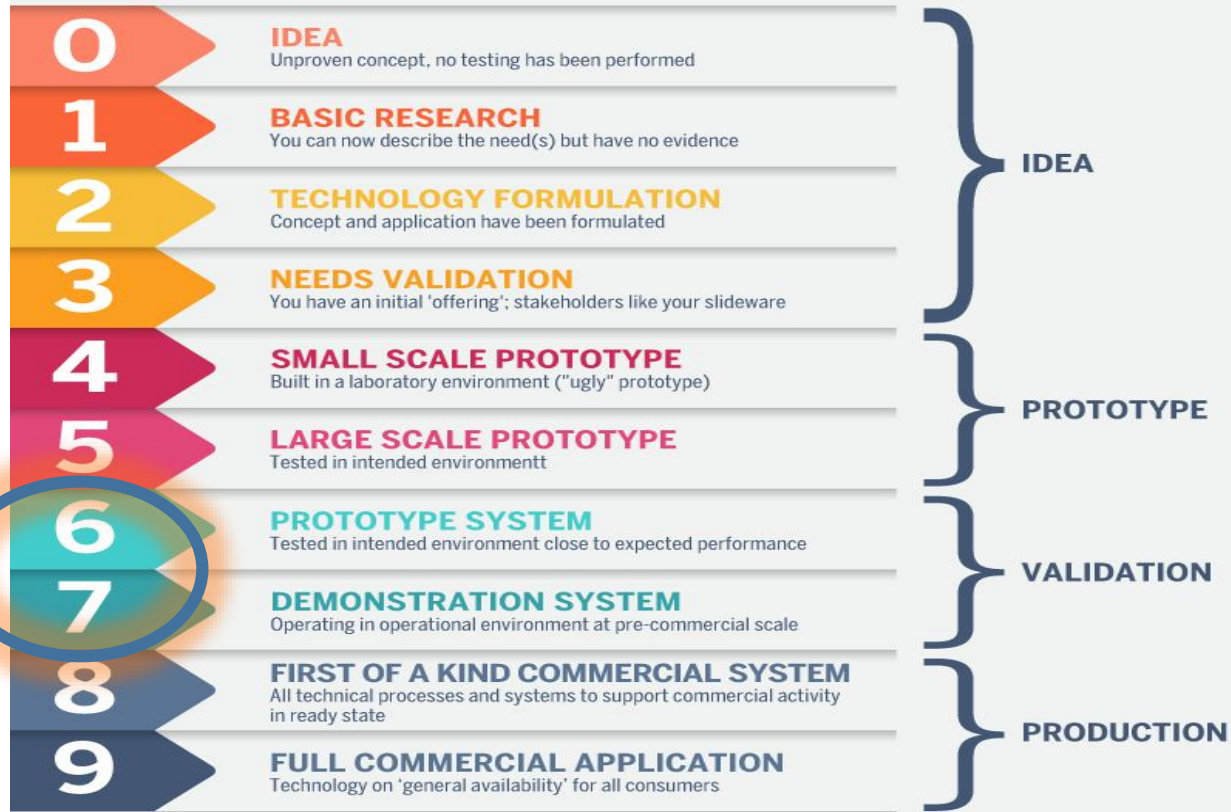 0
IDEA
Unproven concept, no testing has been performed
1
BASIC RESEARCH
You can now describe the need(s) but have no evidence
IDEA
2
TECHNOLOGY FORMULATION
Concept and application have been formulated
3
NEEDS VALIDATION
You have an initial 'offering'; stakeholders like your slideware
4
SMALL SCALE PROTOTYPE
Built in a laboratory environment ("ugly" prototype)
PROTOTYPE
5
LARGE SCALE PROTOTYPE
Tested in intended environmentt
6
PROTOTYPE SYSTEM
Tested in intended environment close to expected performance
VALIDATION
7
DEMONSTRATION SYSTEM
Operating in operational environment at pre-commercial scale
8
FIRST OF A KIND COMMERCIAL SYSTEM
All technical processes and systems to support commercial activity
in ready state
PRODUCTION
9
FULL COMMERCIAL APPLICATION
Technology on 'general availability' for all consumers